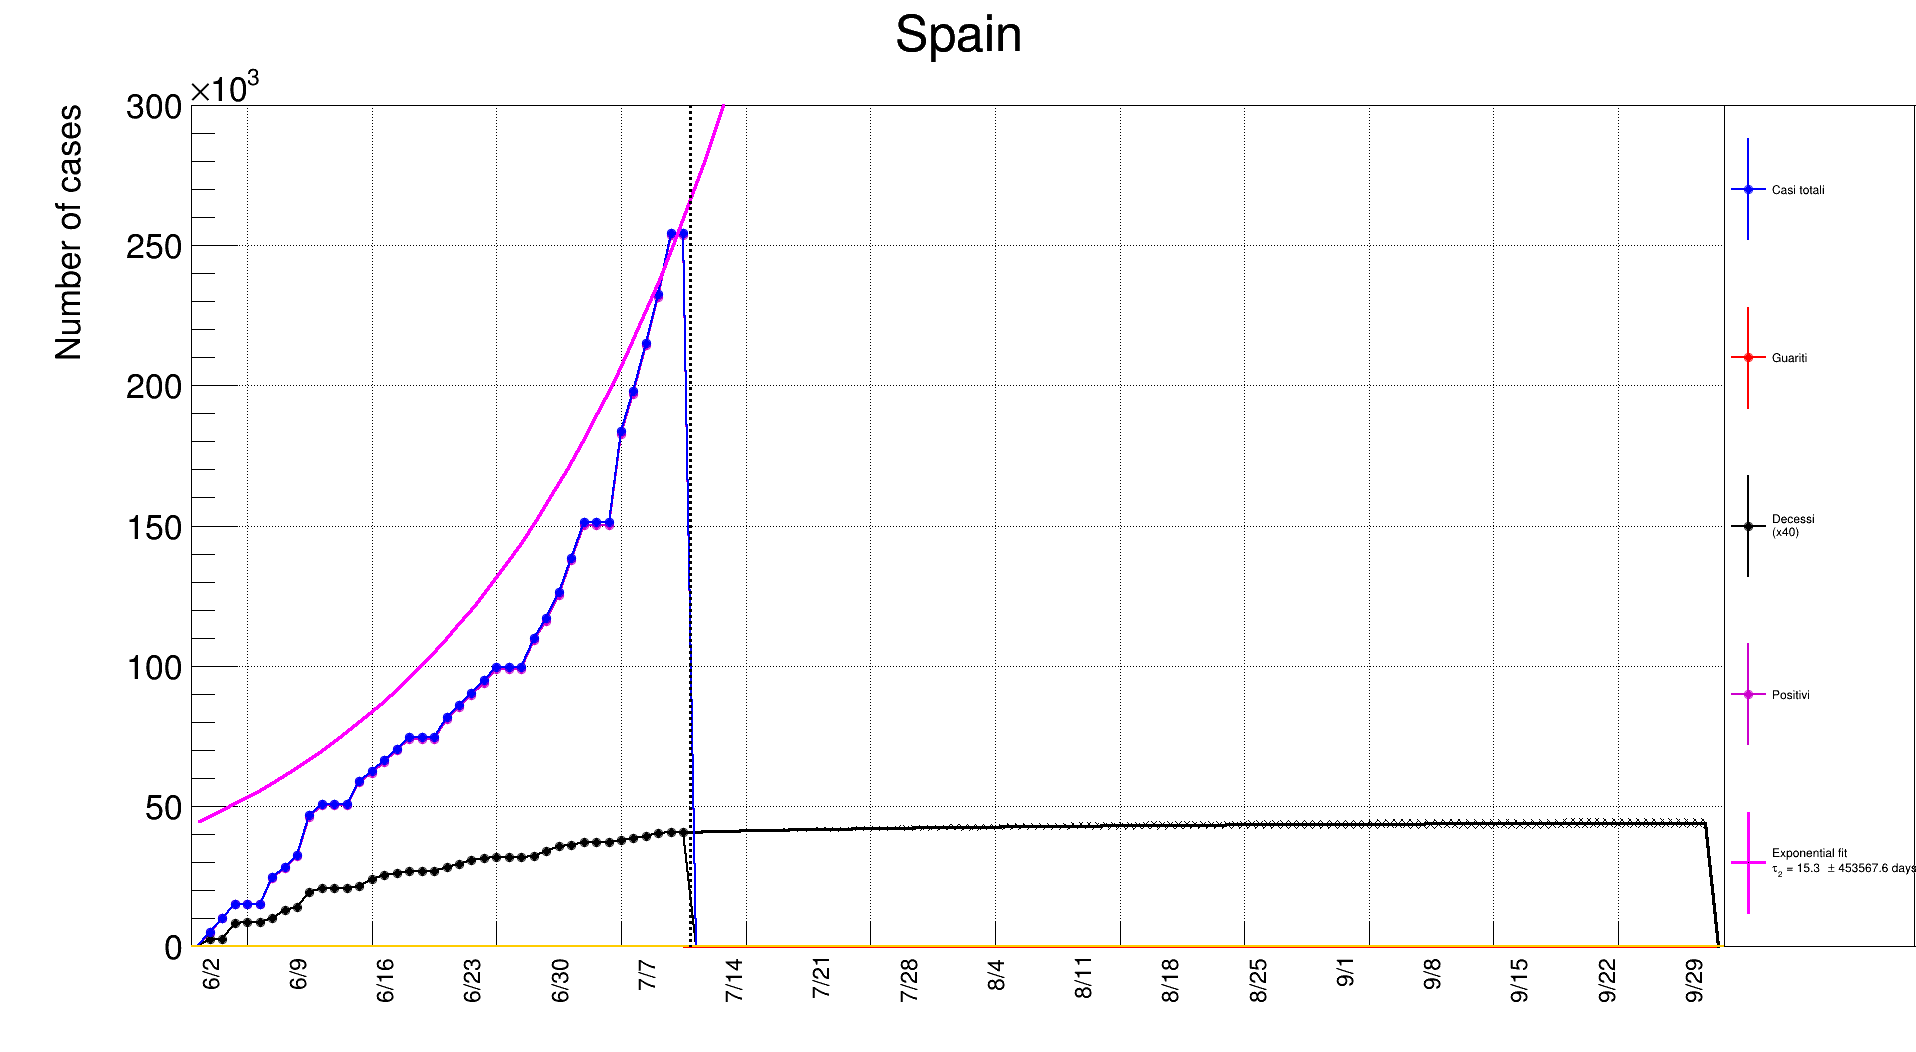 Spain
×10³
Number of cases
300
250
200
150
100
50
0
6/2
6/9
6/16
6/23
6/30
7/7
7/14
7/21
7/28
8/4
8/11
8/18
8/25
9/1
9/8
9/15
9/22
9/29
Casi totali
Guariti
Decessi
(x40)
Positivi
Exponential fit
τ₂ = 15.3 ± 453567.6 days